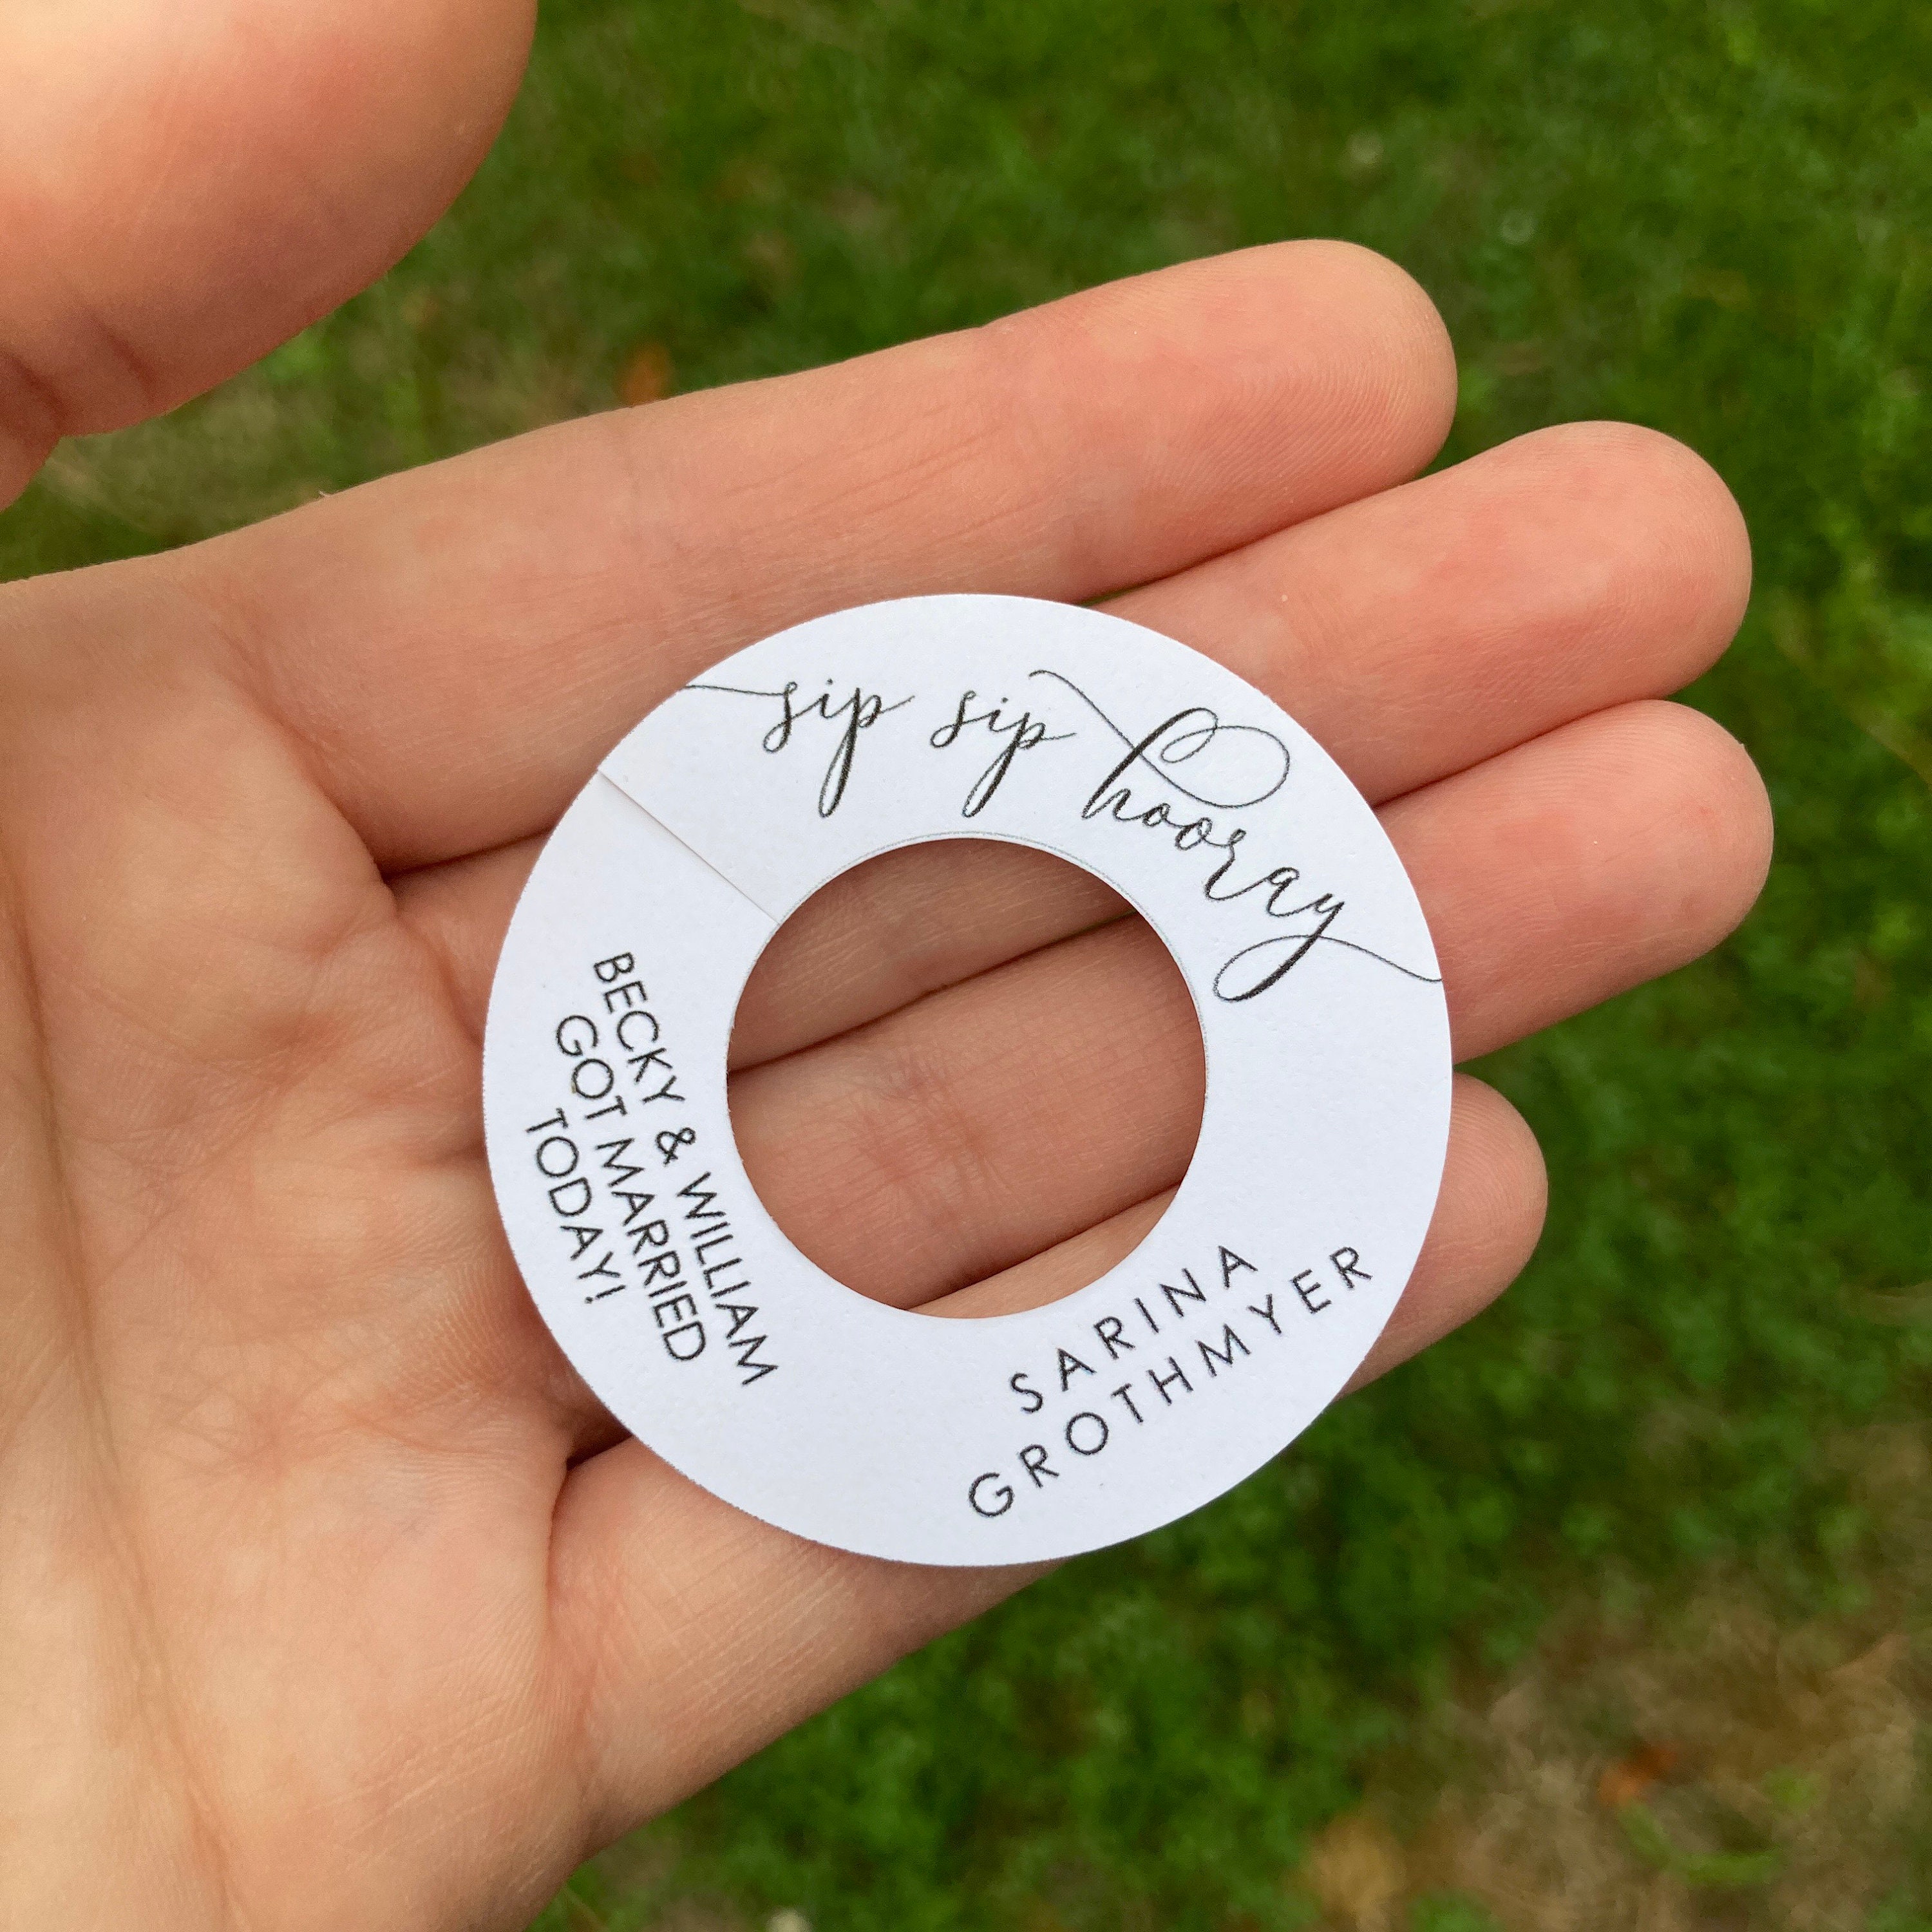 sip sip hooray
BECKY & WILLIAM
GOT MARRIED
TODAY!
SARINA
GROTHMYER